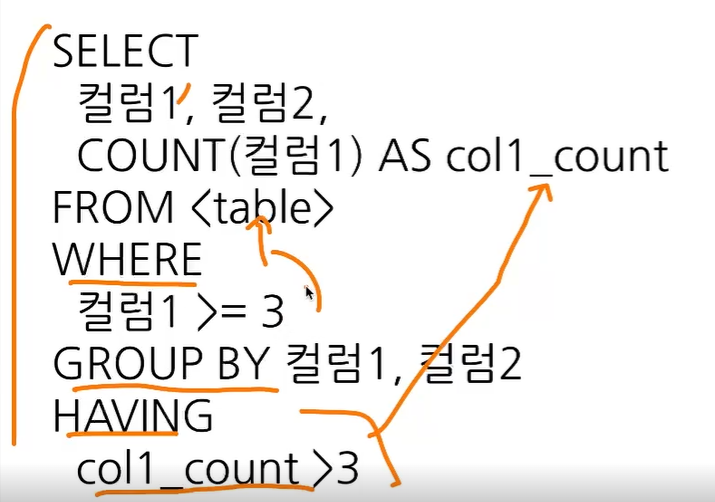 SELECT
컬럼1, 컬럼2,
COUNT(컬럼1) AS col1_count
FROM <table>
WHERE
컬럼1 >= 3
GROUP BY 컬럼1, 컬럼2
HAVING
col1_count >3